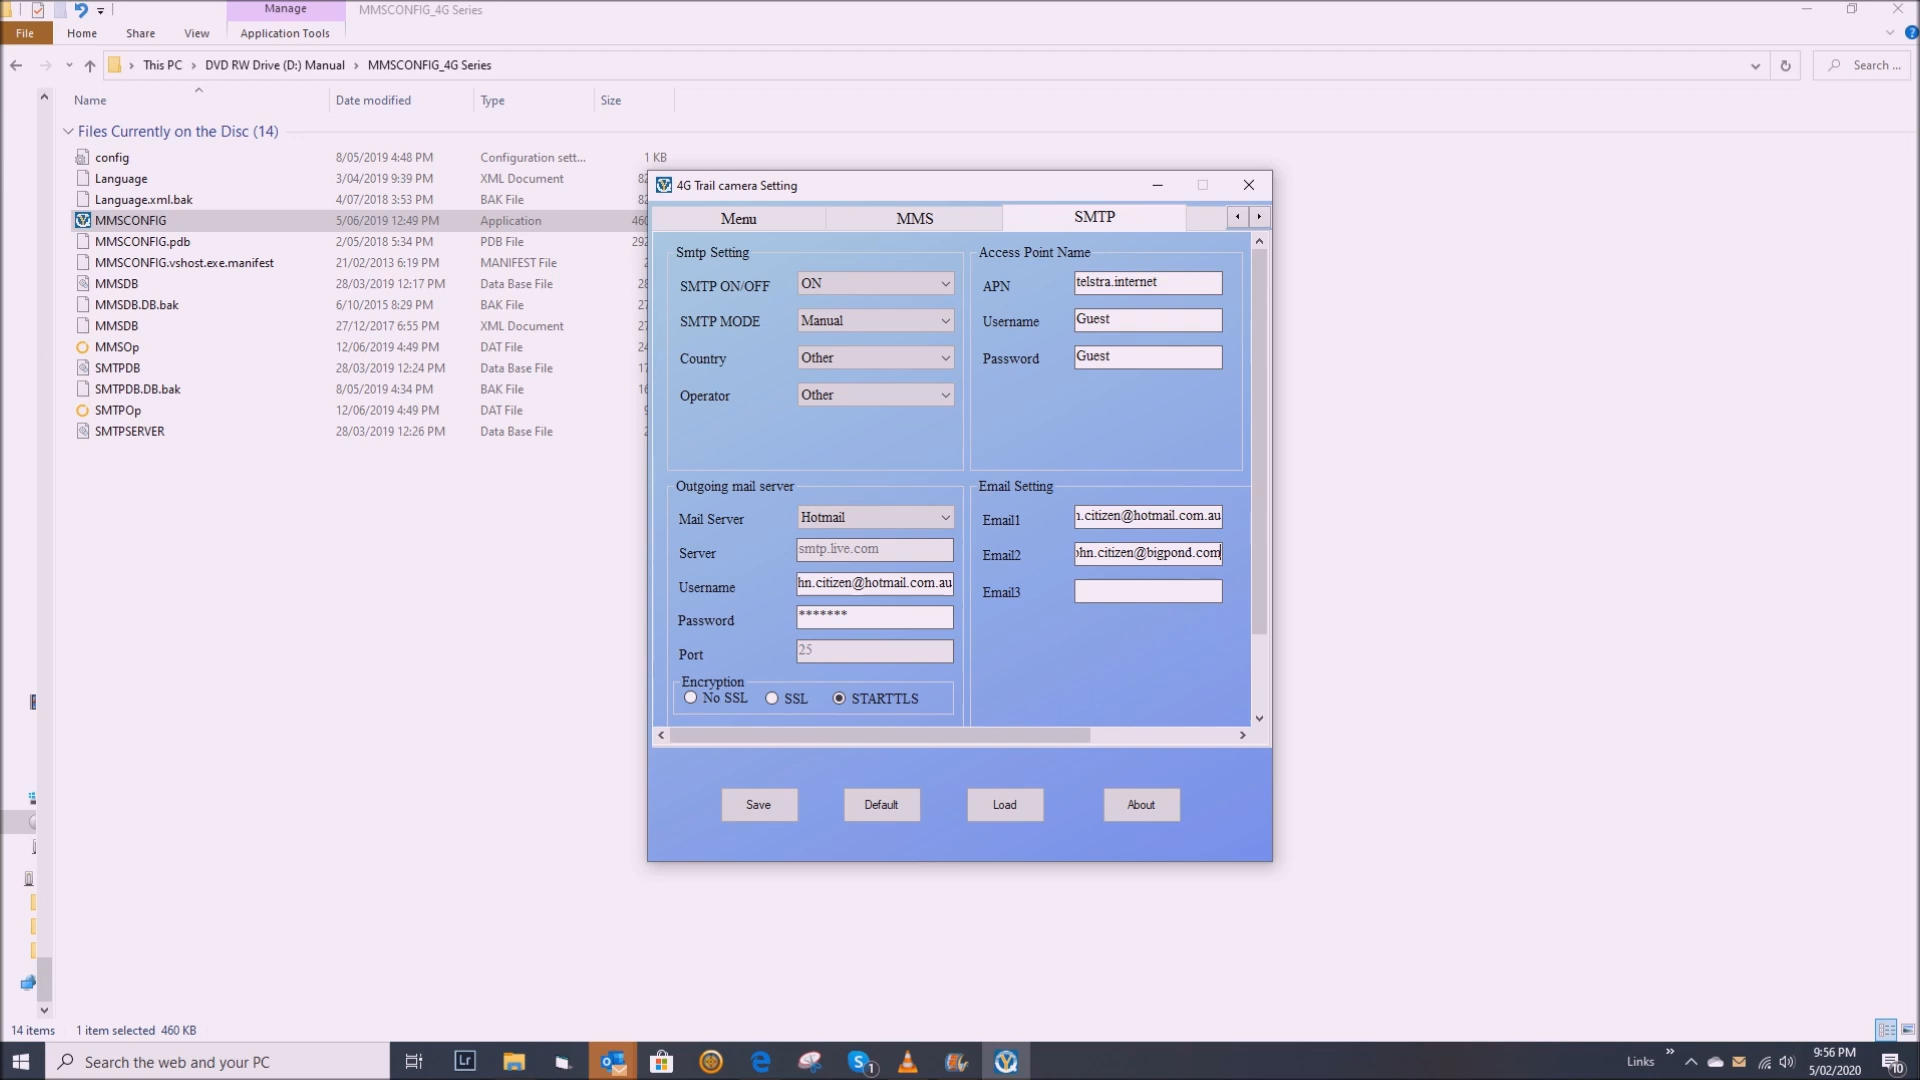 Manage
MMSCONFIG_4G Series
File
Home
Share
View
Application Tools
This PC
DVD RW Drive (D:) Manual
MMSCONFIG_4G Series
Search ...
Name
Date modified
Type
Size
Files Currently on the Disc (14)
config 8/05/2019 4:48 PM Configuration sett... 1 KB
Language 3/04/2019 9:39 PM XML Document
Language.xml.bak 4/07/2018 3:53 PM BAK File
MMSCONFIG 5/06/2019 12:49 PM Application
MMSCONFIG.pdb 2/05/2018 5:34 PM PDB File
MMSCONFIG.vshost.exe.manifest 21/02/2013 6:19 PM MANIFEST File
MMSDB 28/03/2019 12:17 PM Data Base File
MMSDB.DB.bak 6/10/2015 8:29 PM BAK File
MMSDB 27/12/2017 6:55 PM XML Document
MMSOp 12/06/2019 4:49 PM DAT File
SMTPDB 28/03/2019 12:24 PM Data Base File
SMTPDB.DB.bak 8/05/2019 4:34 PM BAK File
SMTPOp 12/06/2019 4:49 PM DAT File
SMTPSERVER 28/03/2019 12:26 PM Data Base File
4G Trail camera Setting
Menu
MMS
SMTP
Smtp Setting
SMTP ON/OFF ON
SMTP MODE Manual
Country Other
Operator Other
Access Point Name
APN telstra.internet
Username Guest
Password Guest
Outgoing mail server
Mail Server Hotmail
Server smtp.live.com
Username hn.citizen@hotmail.com.au
Password *******
Port 25
Encryption
No SSL SSL STARTTLS
Email Setting
Email1 n.citizen@hotmail.com.au
Email2 ohn.citizen@bigpond.com
Email3
Save
Default
Load
About
14 items
1 item selected 460 KB
Search the web and your PC
Lr
1
Links
9:56 PM
5/02/2020
10